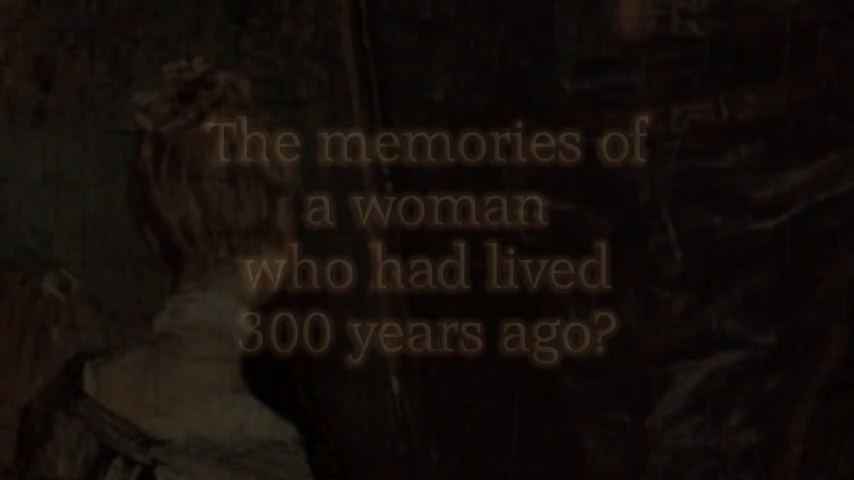 The memories of
a woman
who had lived
300 years ago?